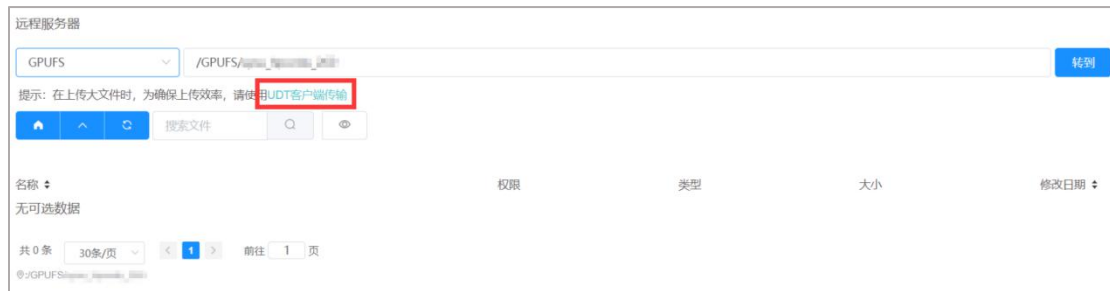 远程服务器
GPUFS /GPUFS/ 转到
提示：在上传大文件时，为确保上传效率，请使用UDT客户端传输
搜索文件
名称 权限 类型 大小 修改日期
无可选数据
共 0 条 30条/页 < 1 > 前往 1 页
:/GPUFS